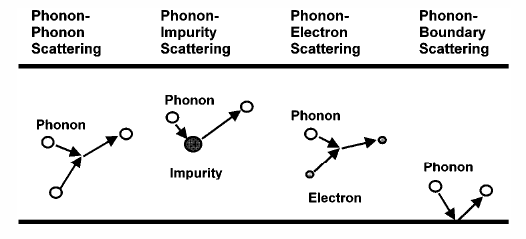 Phonon-
Phonon
Scattering
Phonon-
Impurity
Scattering
Phonon-
Electron
Scattering
Phonon-
Boundary
Scattering
Phonon
Phonon
Impurity
Phonon
Electron
Phonon